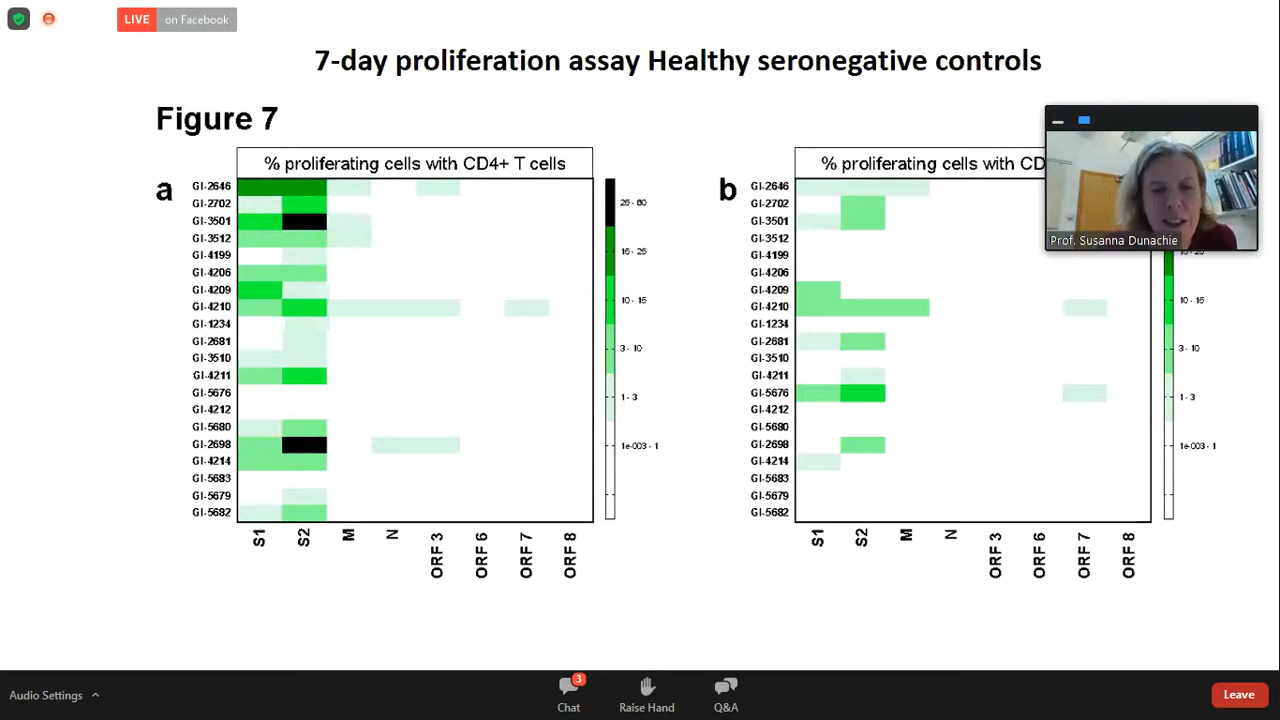 LIVE on Facebook
7-day proliferation assay Healthy seronegative controls
Figure 7
a
% proliferating cells with CD4+ T cells
GI-2646
GI-2702
GI-3501
GI-3512
GI-4199
GI-4206
GI-4209
GI-4210
GI-1234
GI-2681
GI-3510
GI-4211
GI-5676
GI-4212
GI-5680
GI-2698
GI-4214
GI-5683
GI-5679
GI-5682
S1 S2 M N ORF 3 ORF 6 ORF 7 ORF 8
25 - 60
15 - 25
10 - 15
3 - 10
1 - 3
1e-003 - 1
b
% proliferating cells with CD
GI-2646
GI-2702
GI-3501
GI-3512
GI-4199
GI-4206
GI-4209
GI-4210
GI-1234
GI-2681
GI-3510
GI-4211
GI-5676
GI-4212
GI-5680
GI-2698
GI-4214
GI-5683
GI-5679
GI-5682
S1 S2 M N ORF 3 ORF 6 ORF 7 ORF 8
10 - 15
3 - 10
1 - 3
1e-003 - 1
Prof. Susanna Dunachie
Audio Settings
3
Chat
Raise Hand
Q&A
Leave